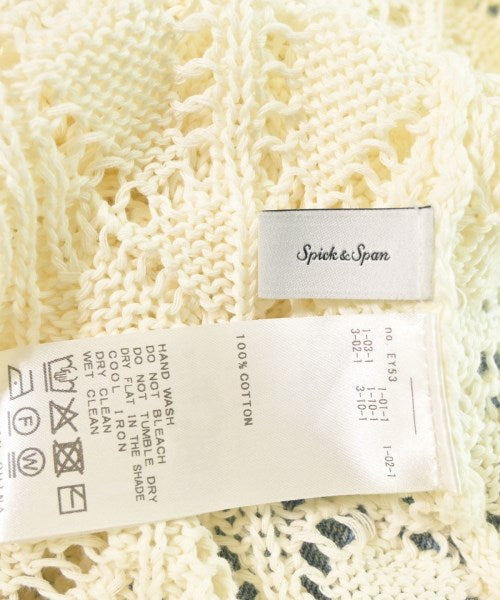 Spick & Span
no. EY53
1-03-1 1-01-1 1-02-1
3-02-1 1-10-1
3-10-1
100% COTTON
HAND WASH
DO NOT BLEACH
DO NOT TUMBLE DRY
DRY FLAT IN THE SHADE
COOL IRON
DRY CLEAN
WET CLEAN
F W